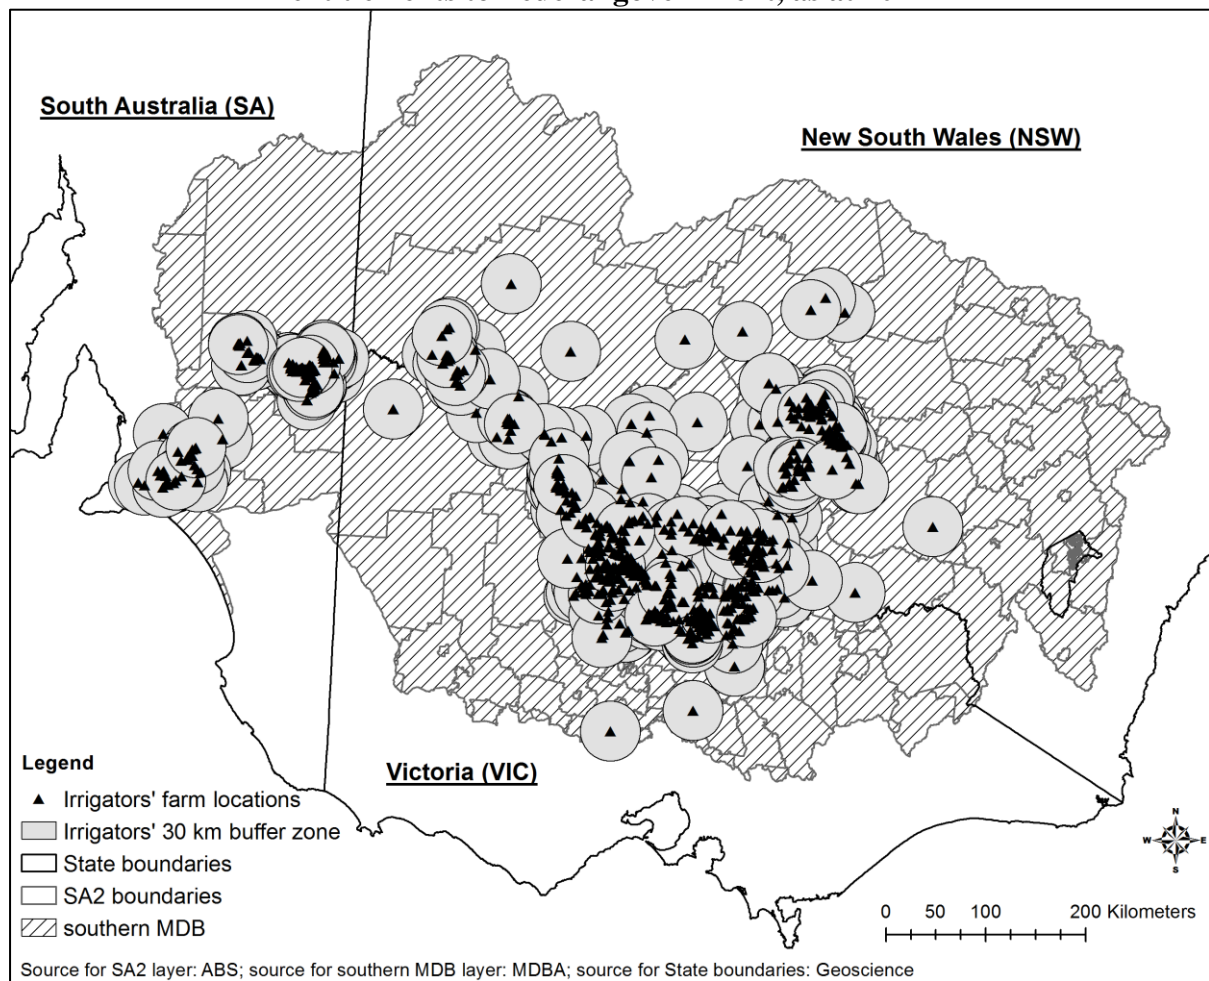 South Australia (SA)
New South Wales (NSW)
Victoria (VIC)
Legend
Irrigators' farm locations
Irrigators' 30 km buffer zone
State boundaries
SA2 boundaries
southern MDB
N
W E
S
0 50 100 200 Kilometers
Source for SA2 layer: ABS; source for southern MDB layer: MDBA; source for State boundaries: Geoscience